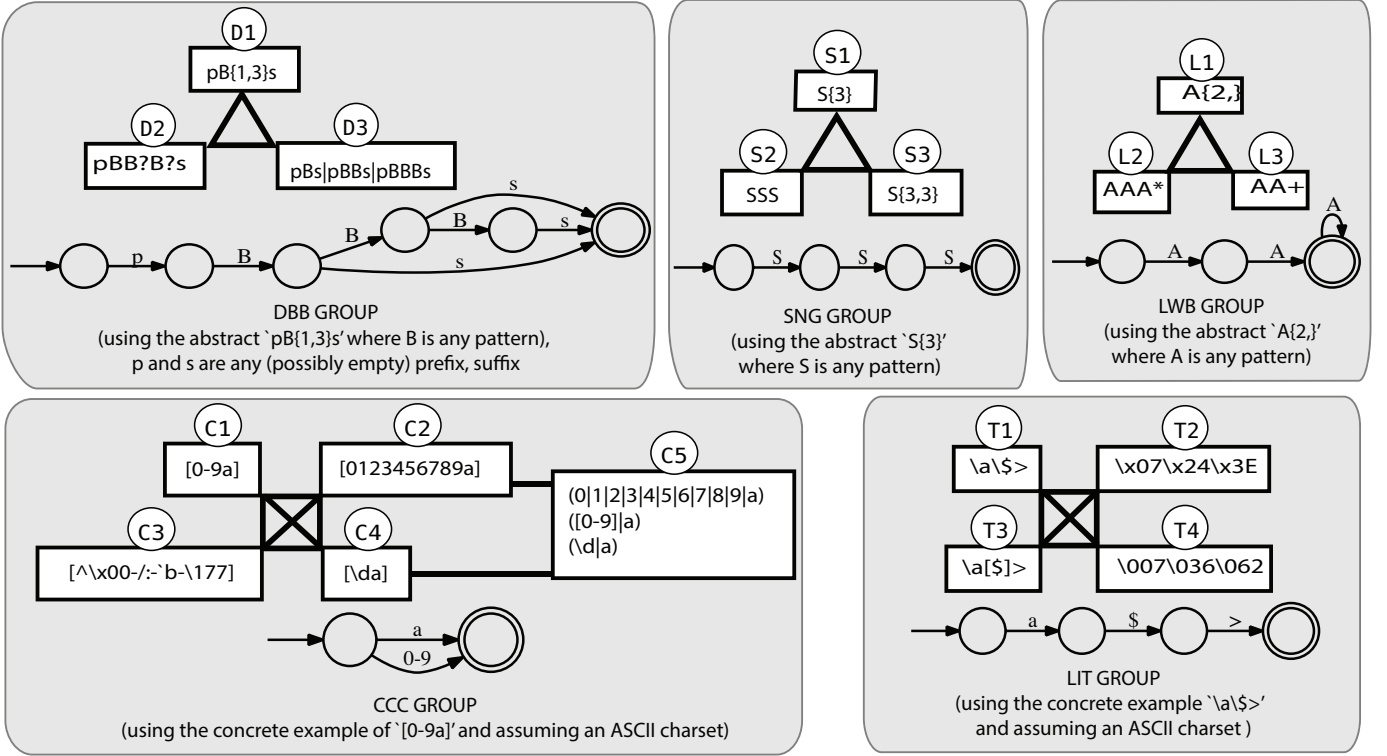 D1
pB{1,3}s
D2
pBB?B?s
D3
pBs|pBBs|pBBBs
p
B
B
B
s
s
s
DBB GROUP
(using the abstract `pB{1,3}s' where B is any pattern),
p and s are any (possibly empty) prefix, suffix
S1
S{3}
S2
SSS
S3
S{3,3}
S
S
S
SNG GROUP
(using the abstract `S{3}'
where S is any pattern)
L1
A{2,}
L2
AAA*
L3
AA+
A
A
A
LWB GROUP
(using the abstract `A{2,}'
where A is any pattern)
C1
[0-9a]
C2
[0123456789a]
C3
[^\x00-/:-`b-\177]
C4
[\da]
C5
(0|1|2|3|4|5|6|7|8|9|a)
([0-9]|a)
(\d|a)
a
0-9
CCC GROUP
(using the concrete example of `[0-9a]' and assuming an ASCII charset)
T1
\a\$>
T2
\x07\x24\x3E
T3
\a[$]>
T4
\007\036\062
a
$
>
LIT GROUP
(using the concrete example `\a\$>'
and assuming an ASCII charset )